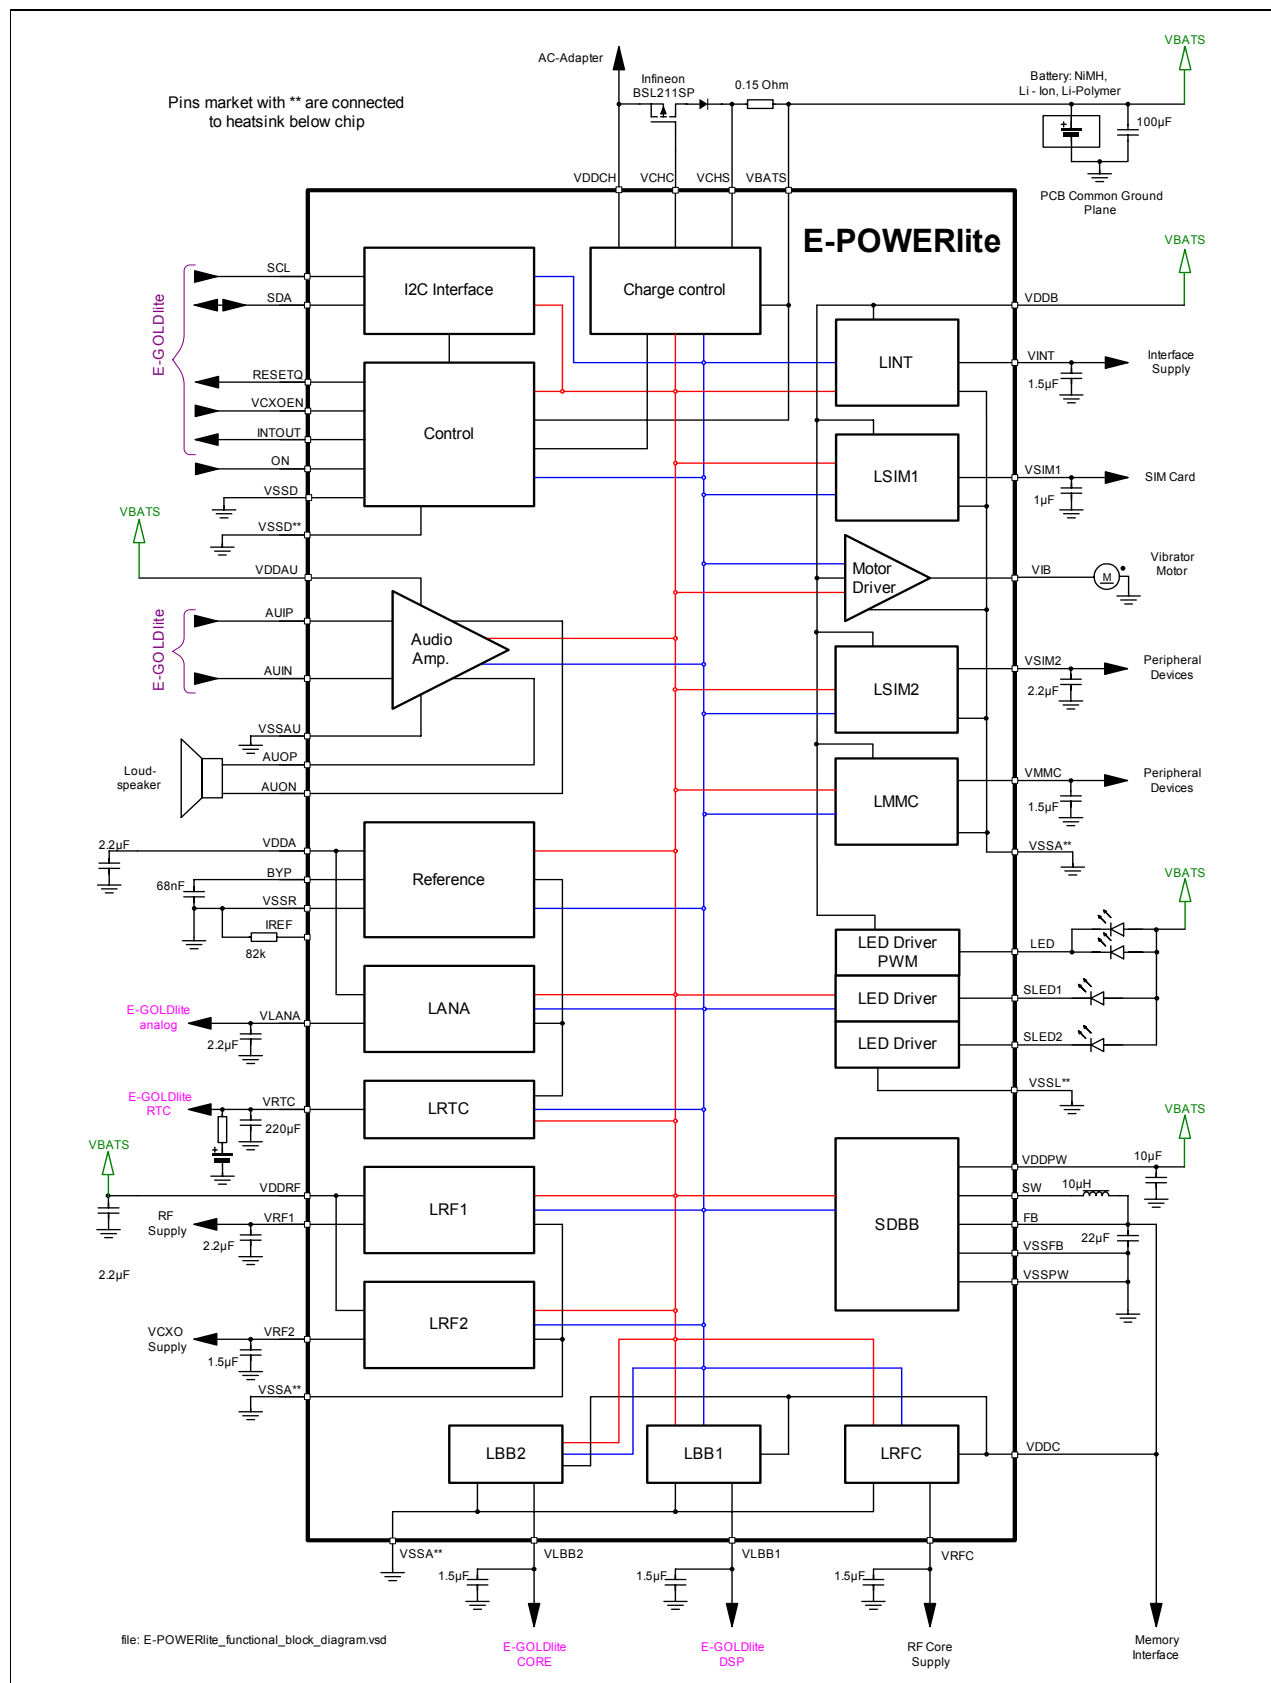 VBATS
AC-Adapter
Infineon
BSL211SP
0.15 Ohm
Battery: NiMH,
Li - Ion, Li-Polymer
Pins market with ** are connected
to heatsink below chip
100µF
VDDCH
VCHC
VCHS
VBATS
PCB Common Ground
Plane
E-POWERlite
VBATS
SCL
I2C Interface
Charge control
SDA
VDDB
E-GOLDlite
LINT
VINT
Interface
Supply
1.5µF
RESETQ
VCXOEN
Control
INTOUT
ON
LSIM1
VSIM1
SIM Card
1µF
VSSD
VBATS
VSSD**
VDDAU
Motor
Driver
VIB
M
Vibrator
Motor
E-GOLDlite
AUIP
Audio
Amp.
AUIN
LSIM2
VSIM2
Peripheral
Devices
2.2µF
VSSAU
AUOP
Loud-
speaker
AUON
LMMC
VMMC
Peripheral
Devices
1.5µF
2.2µF
VDDA
VSSA**
BYP
Reference
68nF
VSSR
VBATS
IREF
82k
LED Driver
PWM
LED
E-GOLDlite
analog
VLANA
LANA
2.2µF
LED Driver
SLED1
LED Driver
SLED2
VSSL**
E-GOLDlite
RTC
VRTC
LRTC
220µF
VBATS
VBATS
VDDPW
10µF
VDDRF
SW
10µH
RF
Supply
VRF1
LRF1
2.2µF
SDBB
FB
22µF
VSSFB
2.2µF
VSSPW
VCXO
Supply
VRF2
LRF2
1.5µF
VSSA**
LBB2
LBB1
LRFC
VDDC
VSSA**
VLBB2
VLBB1
VRFC
1.5µF
1.5µF
1.5µF
file: E-POWERlite_functional_block_diagram.vsd
E-GOLDlite
CORE
E-GOLDlite
DSP
RF Core
Supply
Memory
Interface